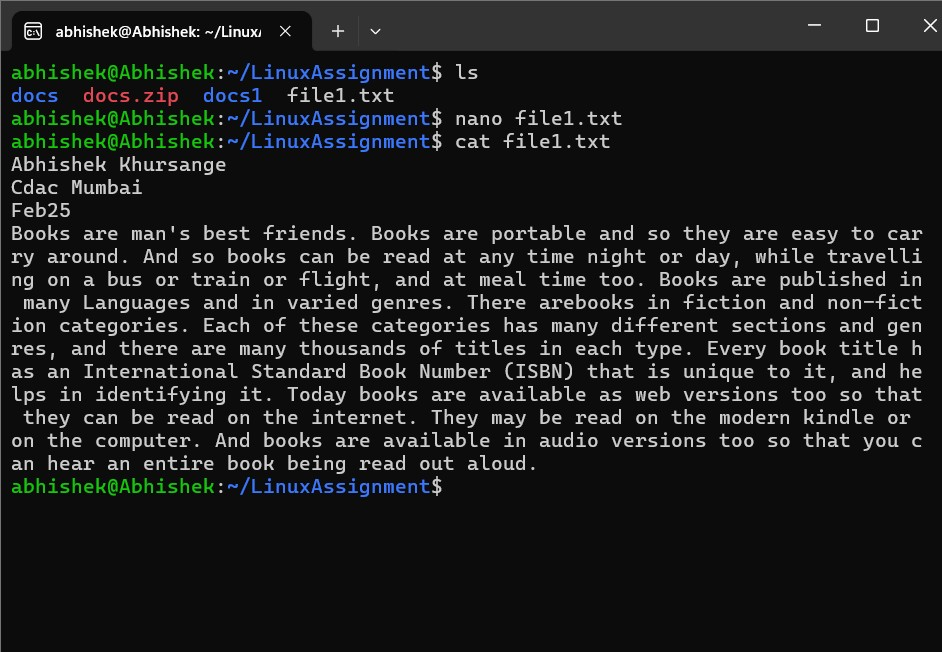 abhishek@Abhishek: ~/Linux/
abhishek@Abhishek:~/LinuxAssignment$ ls
docs  docs.zip  docs1  file1.txt
abhishek@Abhishek:~/LinuxAssignment$ nano file1.txt
abhishek@Abhishek:~/LinuxAssignment$ cat file1.txt
Abhishek Khursange
Cdac Mumbai
Feb25
Books are man's best friends. Books are portable and so they are easy to car
ry around. And so books can be read at any time night or day, while travelli
ng on a bus or train or flight, and at meal time too. Books are published in
 many Languages and in varied genres. There arebooks in fiction and non-fict
ion categories. Each of these categories has many different sections and gen
res, and there are many thousands of titles in each type. Every book title h
as an International Standard Book Number (ISBN) that is unique to it, and he
lps in identifying it. Today books are available as web versions too so that
 they can be read on the internet. They may be read on the modern kindle or
on the computer. And books are available in audio versions too so that you c
an hear an entire book being read out aloud.
abhishek@Abhishek:~/LinuxAssignment$